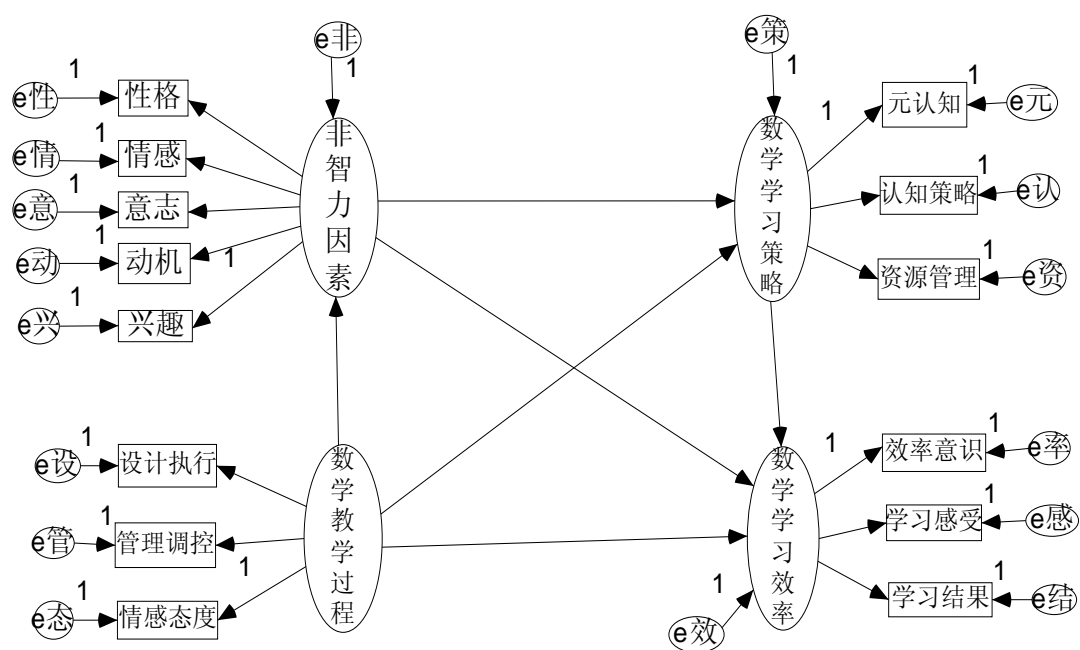 e非
1
e策
1
e性
1
性格
e情
1
情感
e意
1
意志
e动
1
动机
1
e兴
1
兴趣
非智力因素
数学学习策略
1
元认知
1
e元
认知策略
1
e认
资源管理
1
e资
e设
1
设计执行
e管
1
管理调控
e态
1
情感态度
1
数学教学过程
数学学习效率
1
e效
1
效率意识
1
e率
学习感受
1
e感
学习结果
1
e结